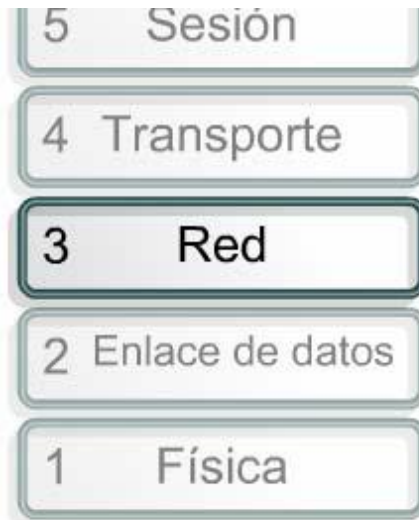 5 Sesión
4 Transporte
3 Red
2 Enlace de datos
1 Física